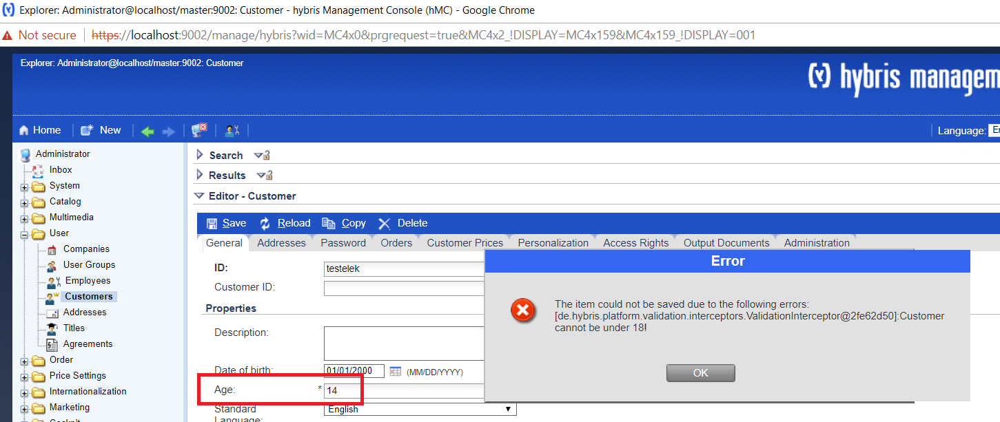 Explorer: Administrator@localhost/master:9002: Customer - hybris Management Console (hMC) - Google Chrome
Not secure | https://localhost:9002/manage/hybris?wid=MC4x0&prgrequest=true&MC4x2_!DISPLAY=MC4x159&MC4x159_!DISPLAY=001
Explorer: Administrator@localhost/master:9002: Customer
(y) hybris managem
Home New Language: E
Administrator
Inbox
System
Catalog
Multimedia
User
Companies
User Groups
Employees
Customers
Addresses
Titles
Agreements
Order
Price Settings
Internationalization
Marketing
Search
Results
Editor - Customer
Save Reload Copy Delete
General Addresses Password Orders Customer Prices Personalization Access Rights Output Documents Administration
ID: testelek
Customer ID:
Properties
Description:
Date of birth: 01/01/2000 (MM/DD/YYYY)
Age: * 14
Standard English
Language:
Error
The item could not be saved due to the following errors:
[de.hybris.platform.validation.interceptors.ValidationInterceptor@2fe62d50]:Customer
cannot be under 18!
OK